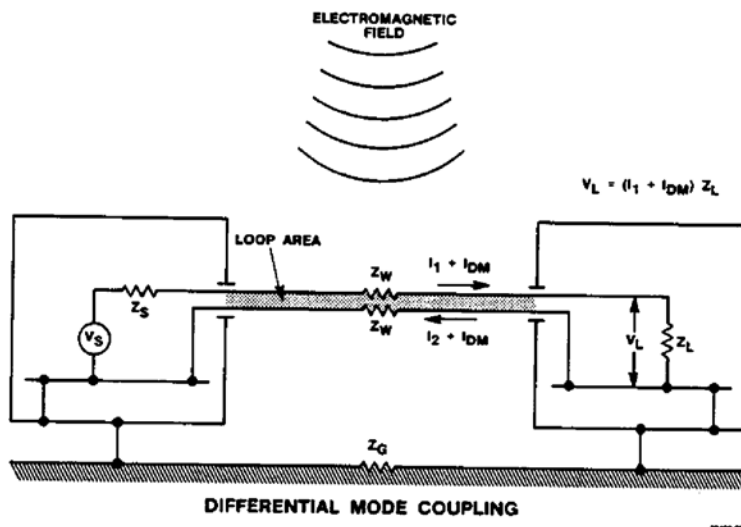 ELECTROMAGNETIC
FIELD
V_L = (I_1 + I_DM) Z_L
LOOP AREA
Z_W
I_1 + I_DM
Z_S
Z_W
I_2 + I_DM
V_S
V_L
Z_L
Z_G
DIFFERENTIAL MODE COUPLING